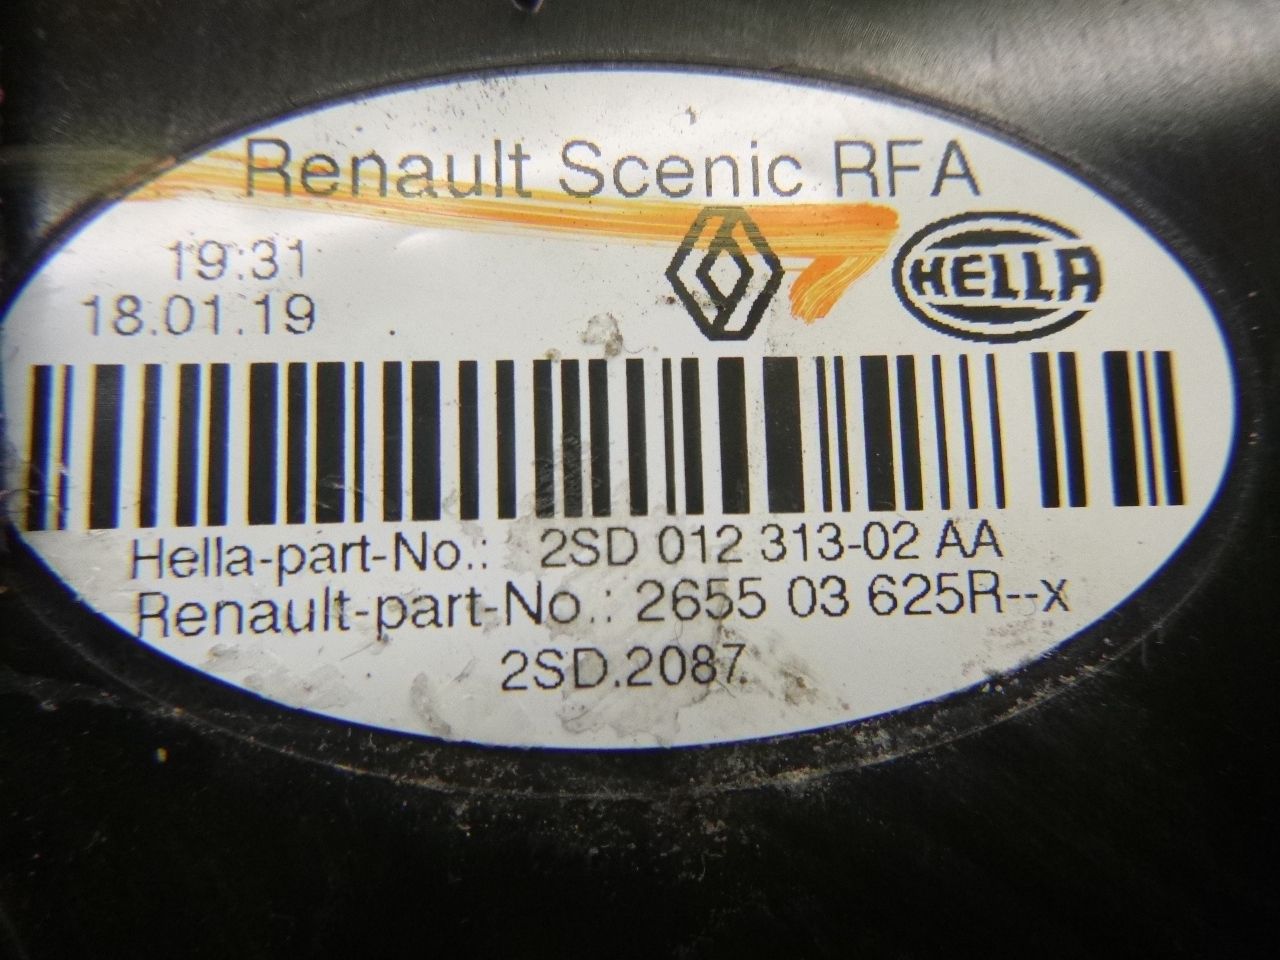 Renault Scenic RFA
19:31
18.01.19
HELLA
Hella-part-No.: 2SD 012 313-02 AA
Renault-part-No.: 2655 03 625R--x
2SD.2087